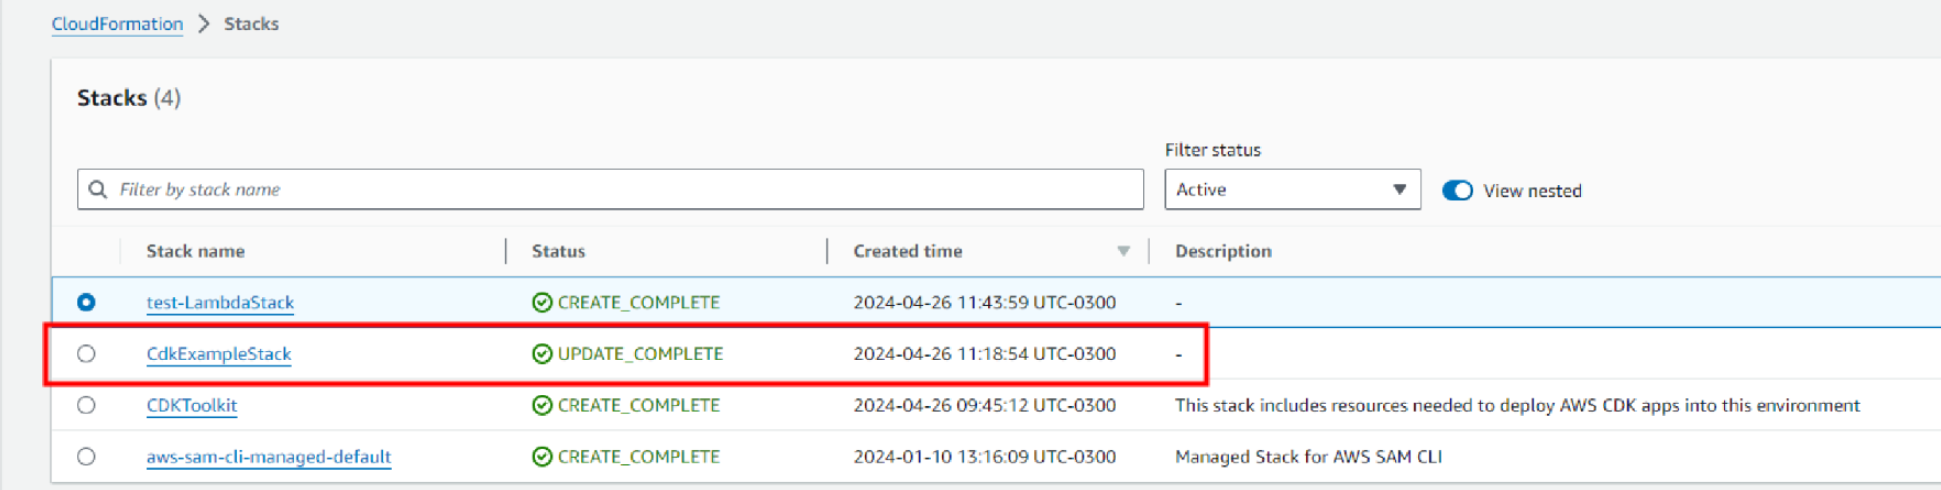 CloudFormation > Stacks
Stacks (4)
Filter status
Filter by stack name Active View nested
Stack name Status Created time Description
test-LambdaStack CREATE_COMPLETE 2024-04-26 11:43:59 UTC-0300 -
CdkExampleStack UPDATE_COMPLETE 2024-04-26 11:18:54 UTC-0300 -
CDKToolkit CREATE_COMPLETE 2024-04-26 09:45:12 UTC-0300 This stack includes resources needed to deploy AWS CDK apps into this environment
aws-sam-cli-managed-default CREATE_COMPLETE 2024-01-10 13:16:09 UTC-0300 Managed Stack for AWS SAM CLI